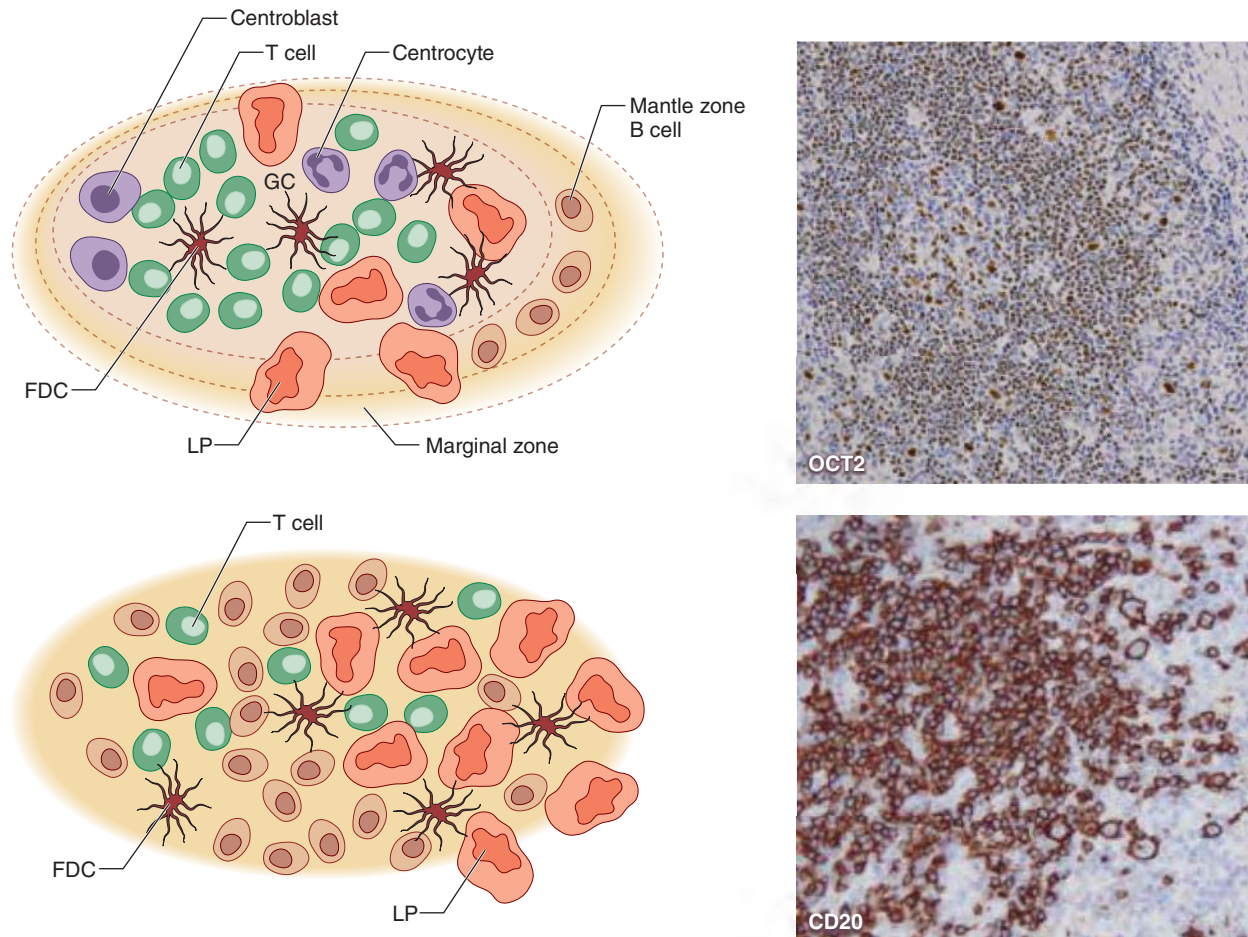 Centroblast
T cell
Centrocyte
Mantle zone
B cell
GC
FDC
LP
Marginal zone
OCT2
T cell
FDC
LP
CD20